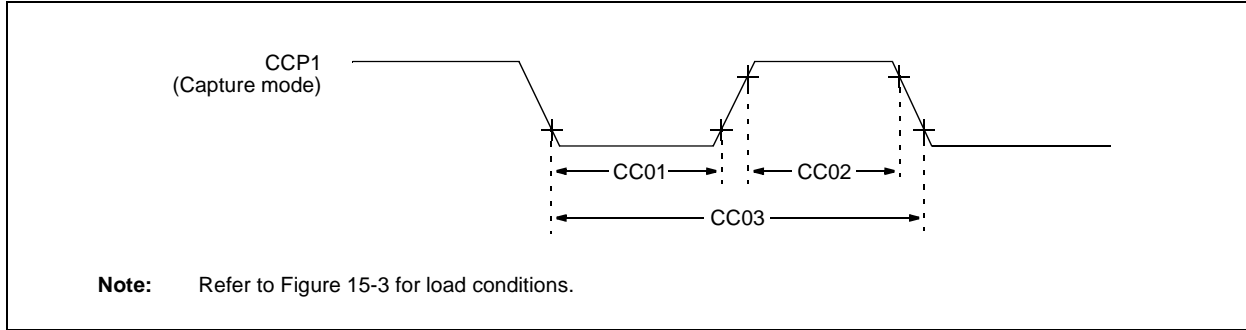 CCP1
(Capture mode)
CC01
CC02
CC03
Note: Refer to Figure 15-3 for load conditions.